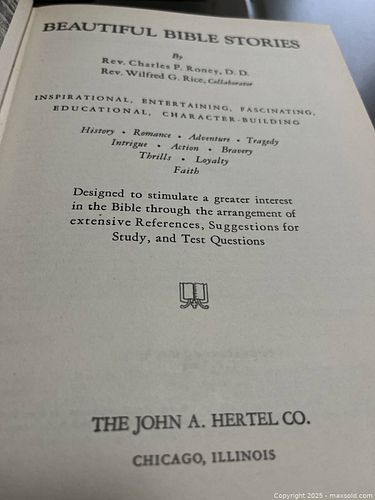 BEAUTIFUL BIBLE STORIES
By
Rev. Charles P. Roney, D. D.
Rev. Wilfred G. Rice, Collaborator
INSPIRATIONAL, ENTERTAINING, FASCINATING,
EDUCATIONAL, CHARACTER-BUILDING
History • Romance • Adventure • Tragedy
Intrigue • Action • Bravery
Thrills • Loyalty
Faith
Designed to stimulate a greater interest
in the Bible through the arrangement of
extensive References, Suggestions for
Study, and Test Questions
THE JOHN A. HERTEL CO.
CHICAGO, ILLINOIS
Copyright © 2025 - maxsold.com